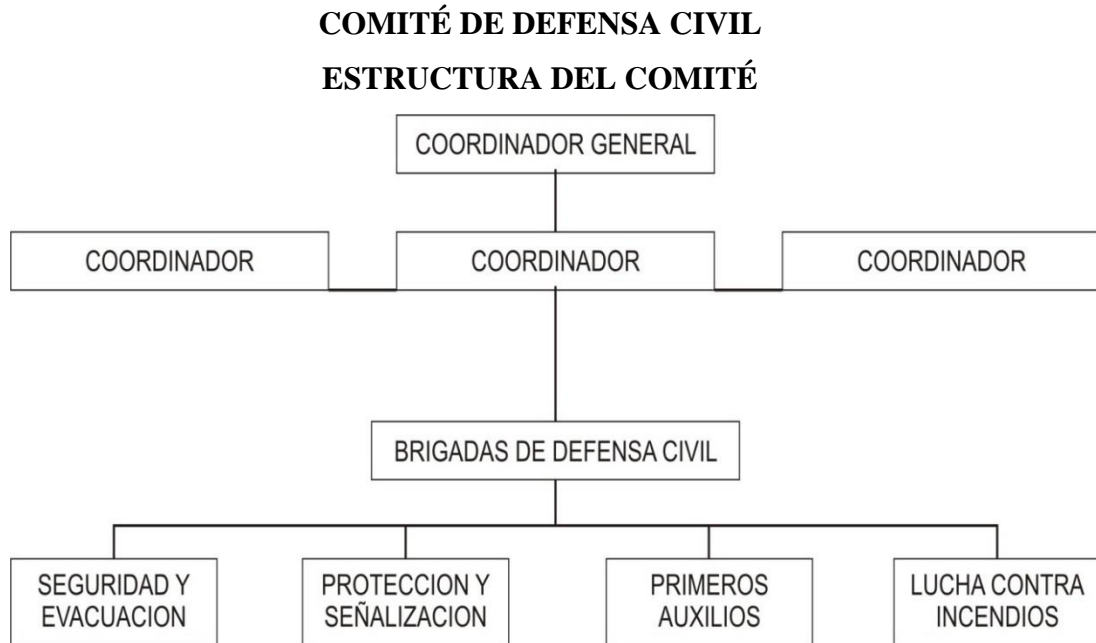 COMITÉ DE DEFENSA CIVIL
ESTRUCTURA DEL COMITÉ
COORDINADOR GENERAL
COORDINADOR
COORDINADOR
COORDINADOR
BRIGADAS DE DEFENSA CIVIL
SEGURIDAD Y
EVACUACION
PROTECCION Y
SEÑALIZACION
PRIMEROS
AUXILIOS
LUCHA CONTRA
INCENDIOS